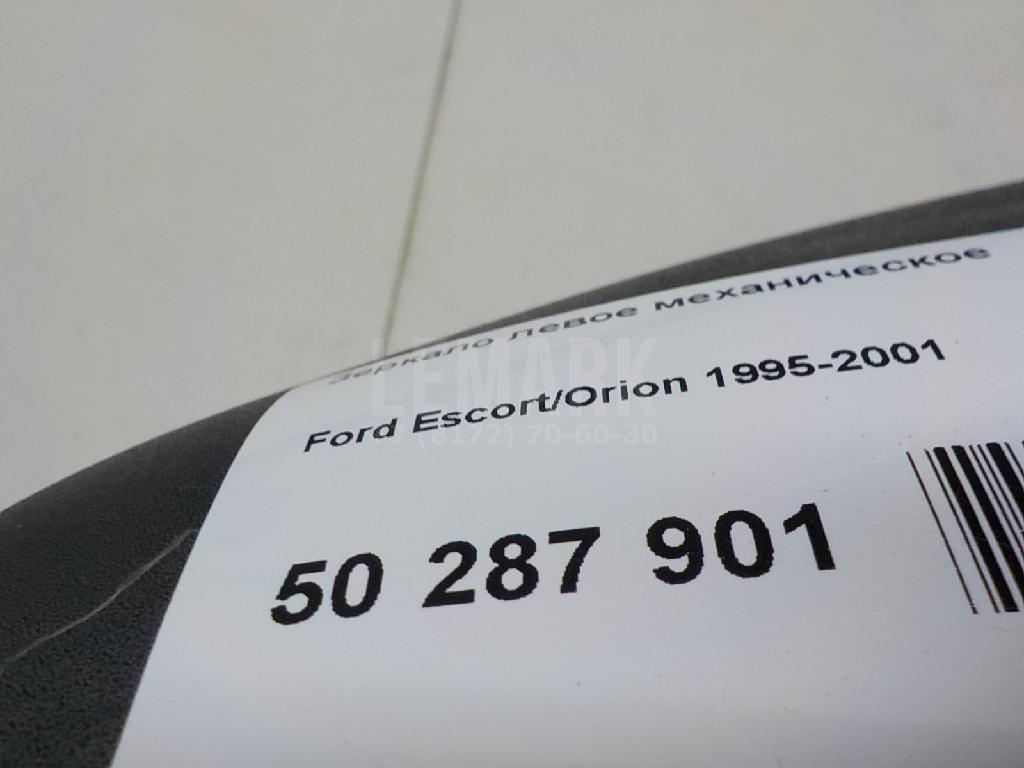 Зеркало левое механическое
Ford Escort/Orion 1995-2001
LEMARK
(8172) 70-60-30
50 287 901